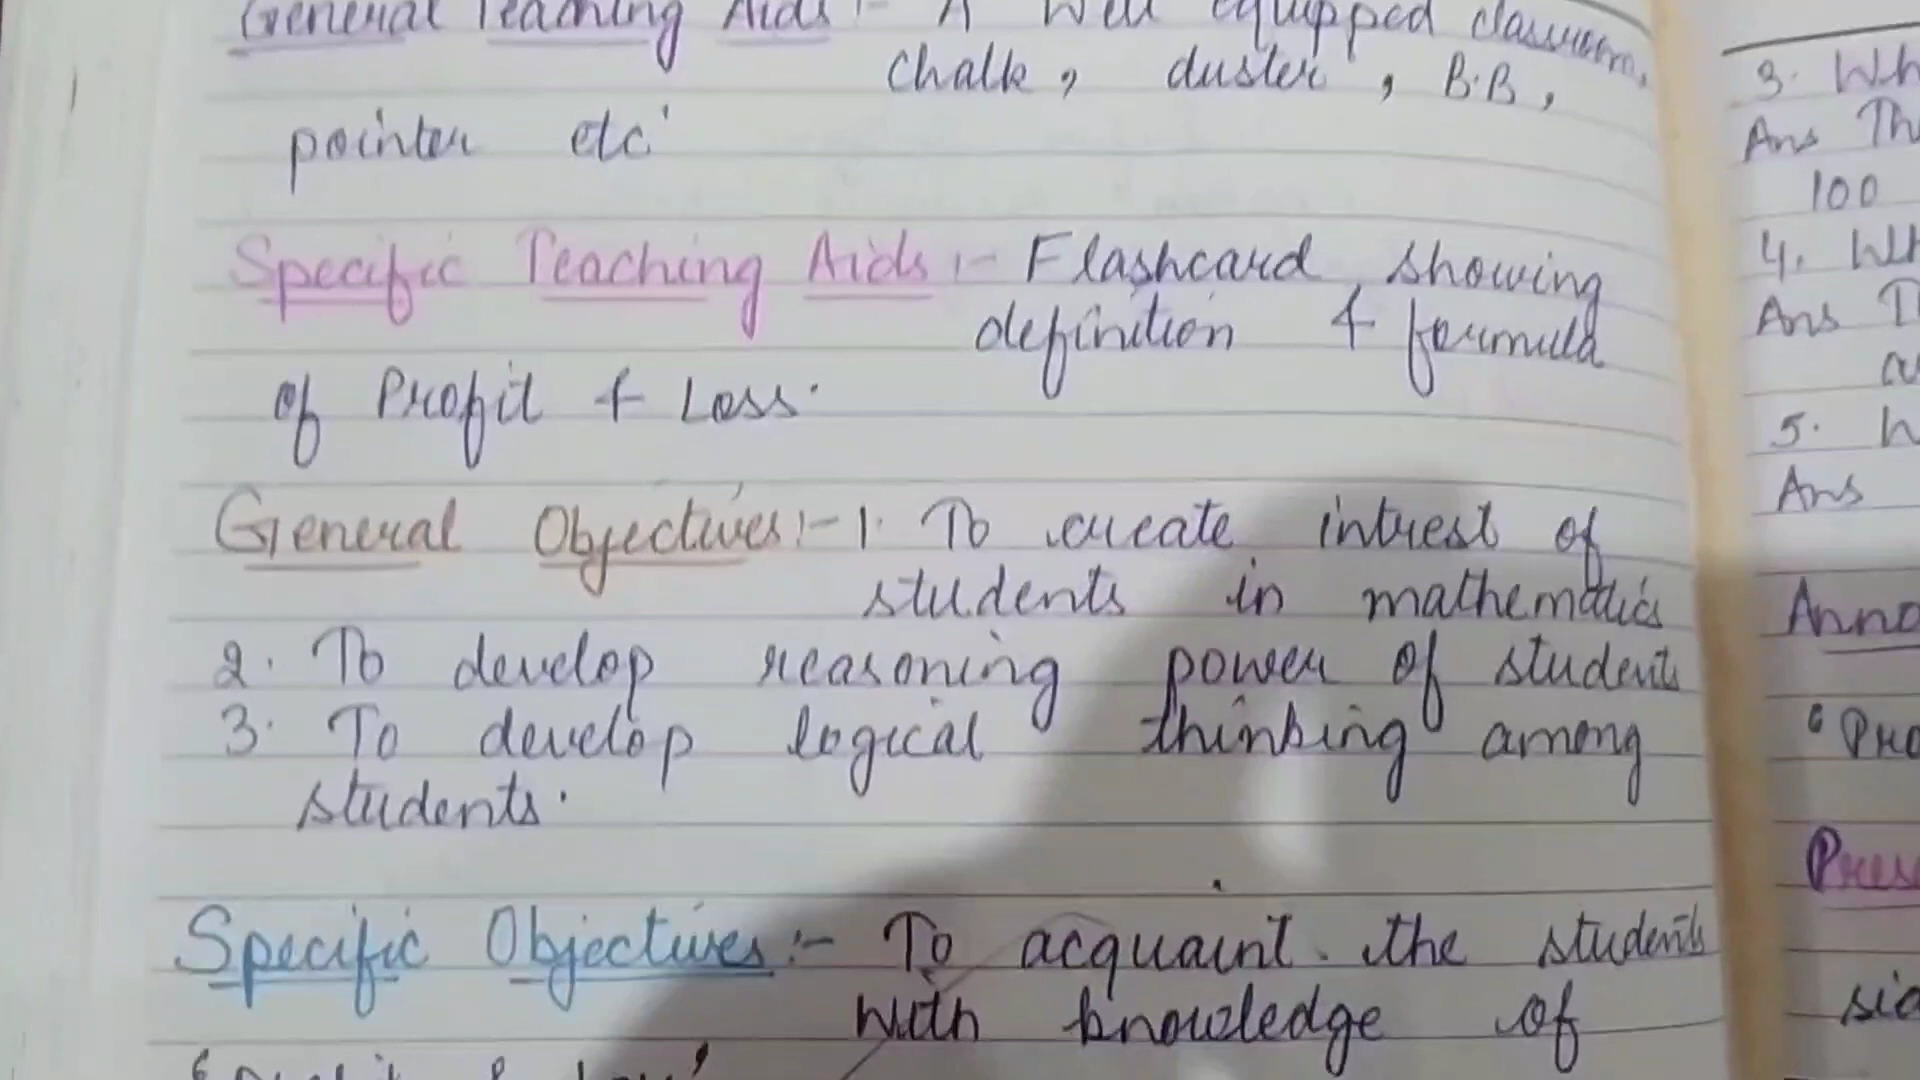 General Teaching Aids :- A Well equipped classroom,
chalk, duster, B.B,
pointer etc.
Specific Teaching Aids :- Flashcard showing
definition & formula
of Profit & Loss.
General Objectives :- 1. To create intrest of
students in mathematics
2. To develop reasoning power of students
3. To develop logical thinking among
students.
Specific Objectives :- To acquaint the students
with knowledge of
3. Wh
Ans Th
100
4. Wh
Ans T
5. W
Ans
Anno
"Pro
Pres